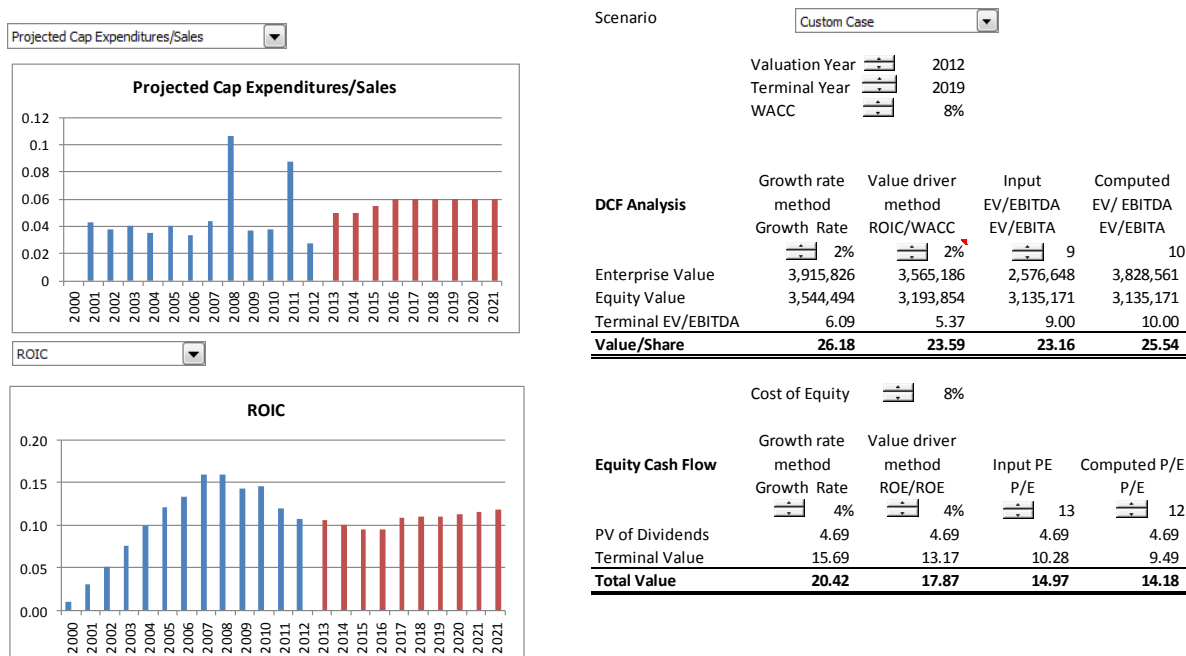 Projected Cap Expenditures/Sales
Projected Cap Expenditures/Sales
0.12
0.1
0.08
0.06
0.04
0.02
0
2000 2001 2002 2003 2004 2005 2006 2007 2008 2009 2010 2011 2012 2013 2014 2015 2016 2017 2018 2019 2020 2021
ROIC
ROIC
0.20
0.15
0.10
0.05
0.00
2000 2001 2002 2003 2004 2005 2006 2007 2008 2009 2010 2011 2012 2013 2014 2015 2016 2017 2018 2019 2020 2021 2021
Scenario Custom Case
Valuation Year 2012
Terminal Year 2019
WACC 8%
Growth rate Value driver Input Computed
DCF Analysis method method EV/EBITDA EV/ EBITDA
Growth Rate ROIC/WACC EV/EBITA EV/EBITA
2% 2% 9 10
Enterprise Value 3,915,826 3,565,186 2,576,648 3,828,561
Equity Value 3,544,494 3,193,854 3,135,171 3,135,171
Terminal EV/EBITDA 6.09 5.37 9.00 10.00
Value/Share 26.18 23.59 23.16 25.54
Cost of Equity 8%
Growth rate Value driver
Equity Cash Flow method method Input PE Computed P/E
Growth Rate ROE/ROE P/E P/E
4% 4% 13 12
PV of Dividends 4.69 4.69 4.69 4.69
Terminal Value 15.69 13.17 10.28 9.49
Total Value 20.42 17.87 14.97 14.18